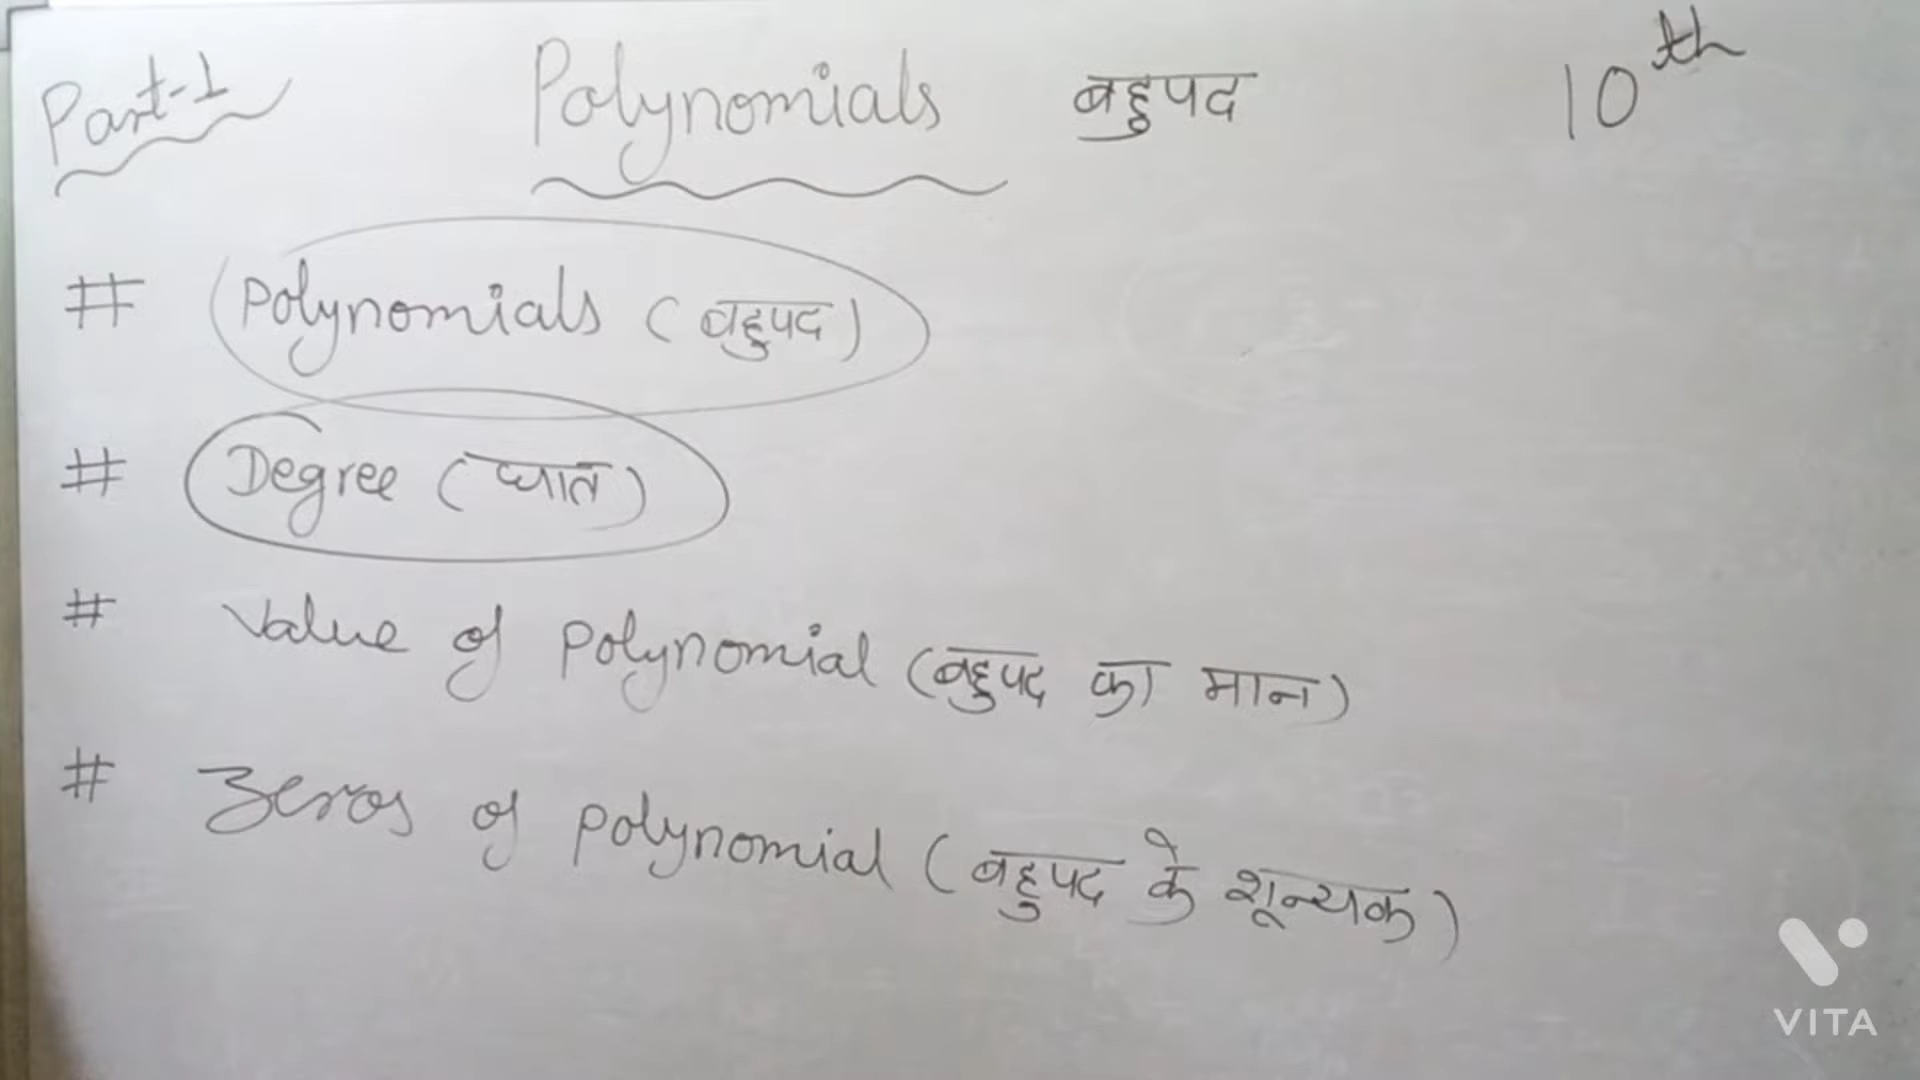 Part-1 Polynomials बहुपद 10th
# Polynomials (बहुपद)
# Degree (घात)
# Value of polynomial (बहुपद का मान)
# Zeros of polynomial (बहुपद के शून्यक)
VITA